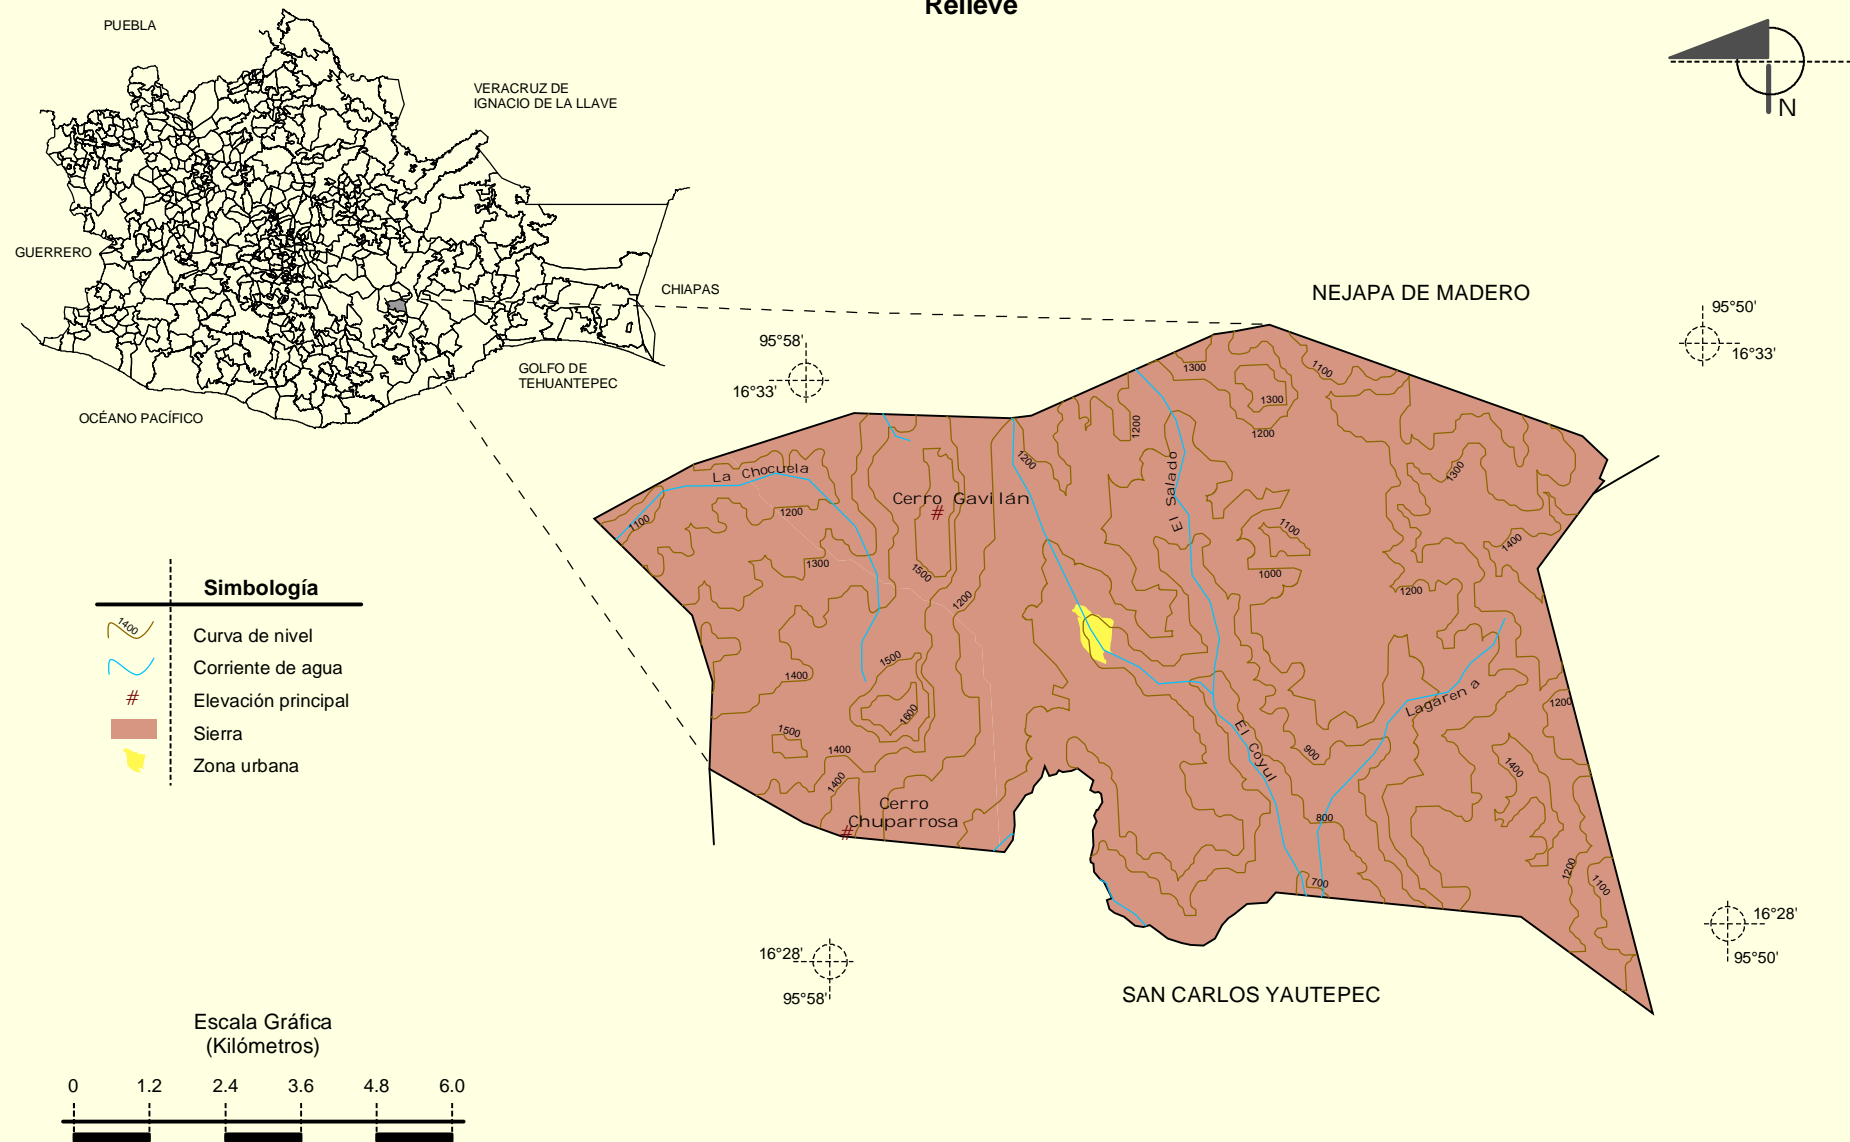 Relieve
PUEBLA
VERACRUZ DE
IGNACIO DE LA LLAVE
GUERRERO
CHIAPAS
GOLFO DE
TEHUANTEPEC
OCÉANO PACÍFICO
N
NEJAPA DE MADERO
95°50'
16°33'
95°58'
16°33'
1300
1100
1300
1200
1200
1200
1300
La Chocuela
El Salado
Cerro Gavilán
#
1100
1200
1100
1400
1300
1500
1200
1000
1200
1500
1400
1600
1500
1400
1400
El Coyul
900
Lagaren a
1200
1400
Cerro
Chuparrosa
#
800
700
1200
1100
Simbología
1400
Curva de nivel
Corriente de agua
#
Elevación principal
Sierra
Zona urbana
16°28'
95°58'
16°28'
95°50'
SAN CARLOS YAUTEPEC
Escala Gráfica
(Kilómetros)
0 1.2 2.4 3.6 4.8 6.0